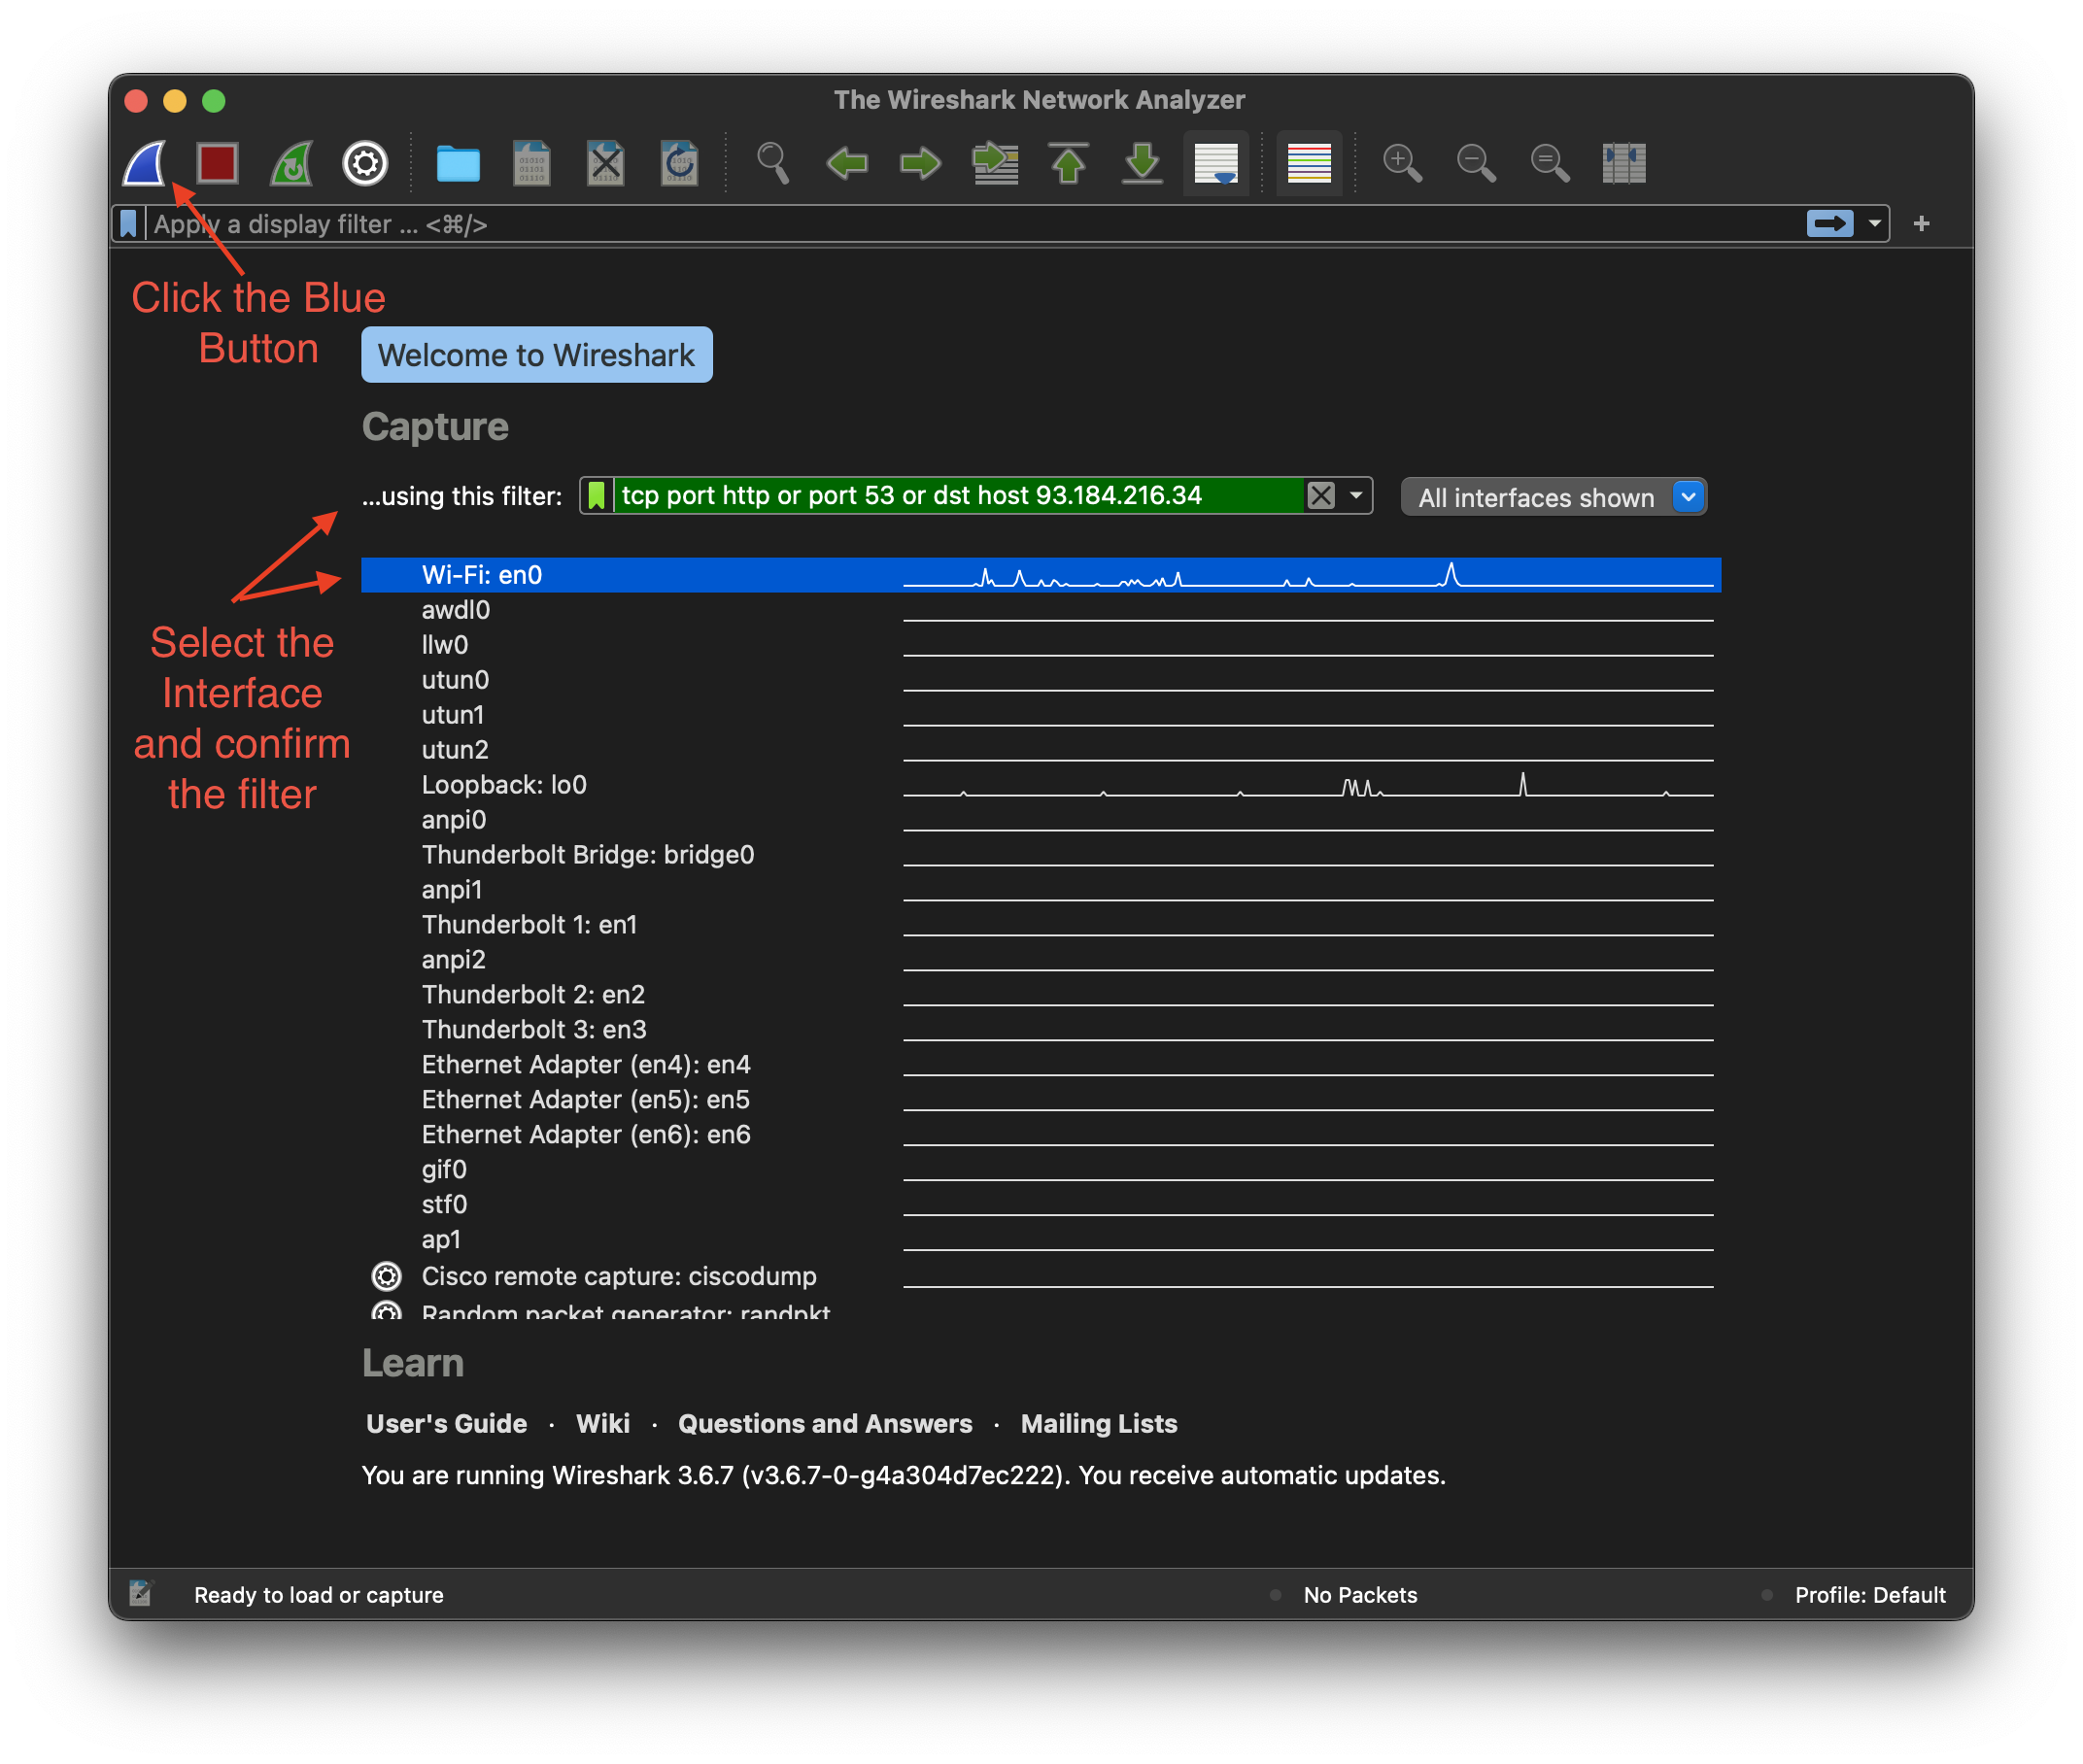 The Wireshark Network Analyzer
Apply a display filter ... <⌘/>
Click the Blue
Button
Welcome to Wireshark
Capture
...using this filter: tcp port http or port 53 or dst host 93.184.216.34 All interfaces shown
Select the
Interface
and confirm
the filter
Wi-Fi: en0
awdl0
llw0
utun0
utun1
utun2
Loopback: lo0
anpi0
Thunderbolt Bridge: bridge0
anpi1
Thunderbolt 1: en1
anpi2
Thunderbolt 2: en2
Thunderbolt 3: en3
Ethernet Adapter (en4): en4
Ethernet Adapter (en5): en5
Ethernet Adapter (en6): en6
gif0
stf0
ap1
Cisco remote capture: ciscodump
Random packet generator: randpkt
Learn
User's Guide · Wiki · Questions and Answers · Mailing Lists
You are running Wireshark 3.6.7 (v3.6.7-0-g4a304d7ec222). You receive automatic updates.
Ready to load or capture No Packets Profile: Default